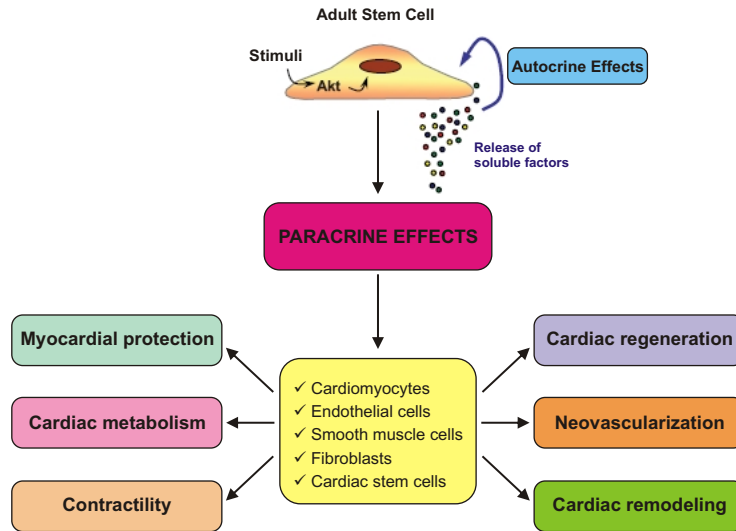 Adult Stem Cell
Stimuli
Akt
Autocrine Effects
Release of
soluble factors
PARACRINE EFFECTS
Myocardial protection
Cardiac metabolism
Contractility
✓ Cardiomyocytes
✓ Endothelial cells
✓ Smooth muscle cells
✓ Fibroblasts
✓ Cardiac stem cells
Cardiac regeneration
Neovascularization
Cardiac remodeling